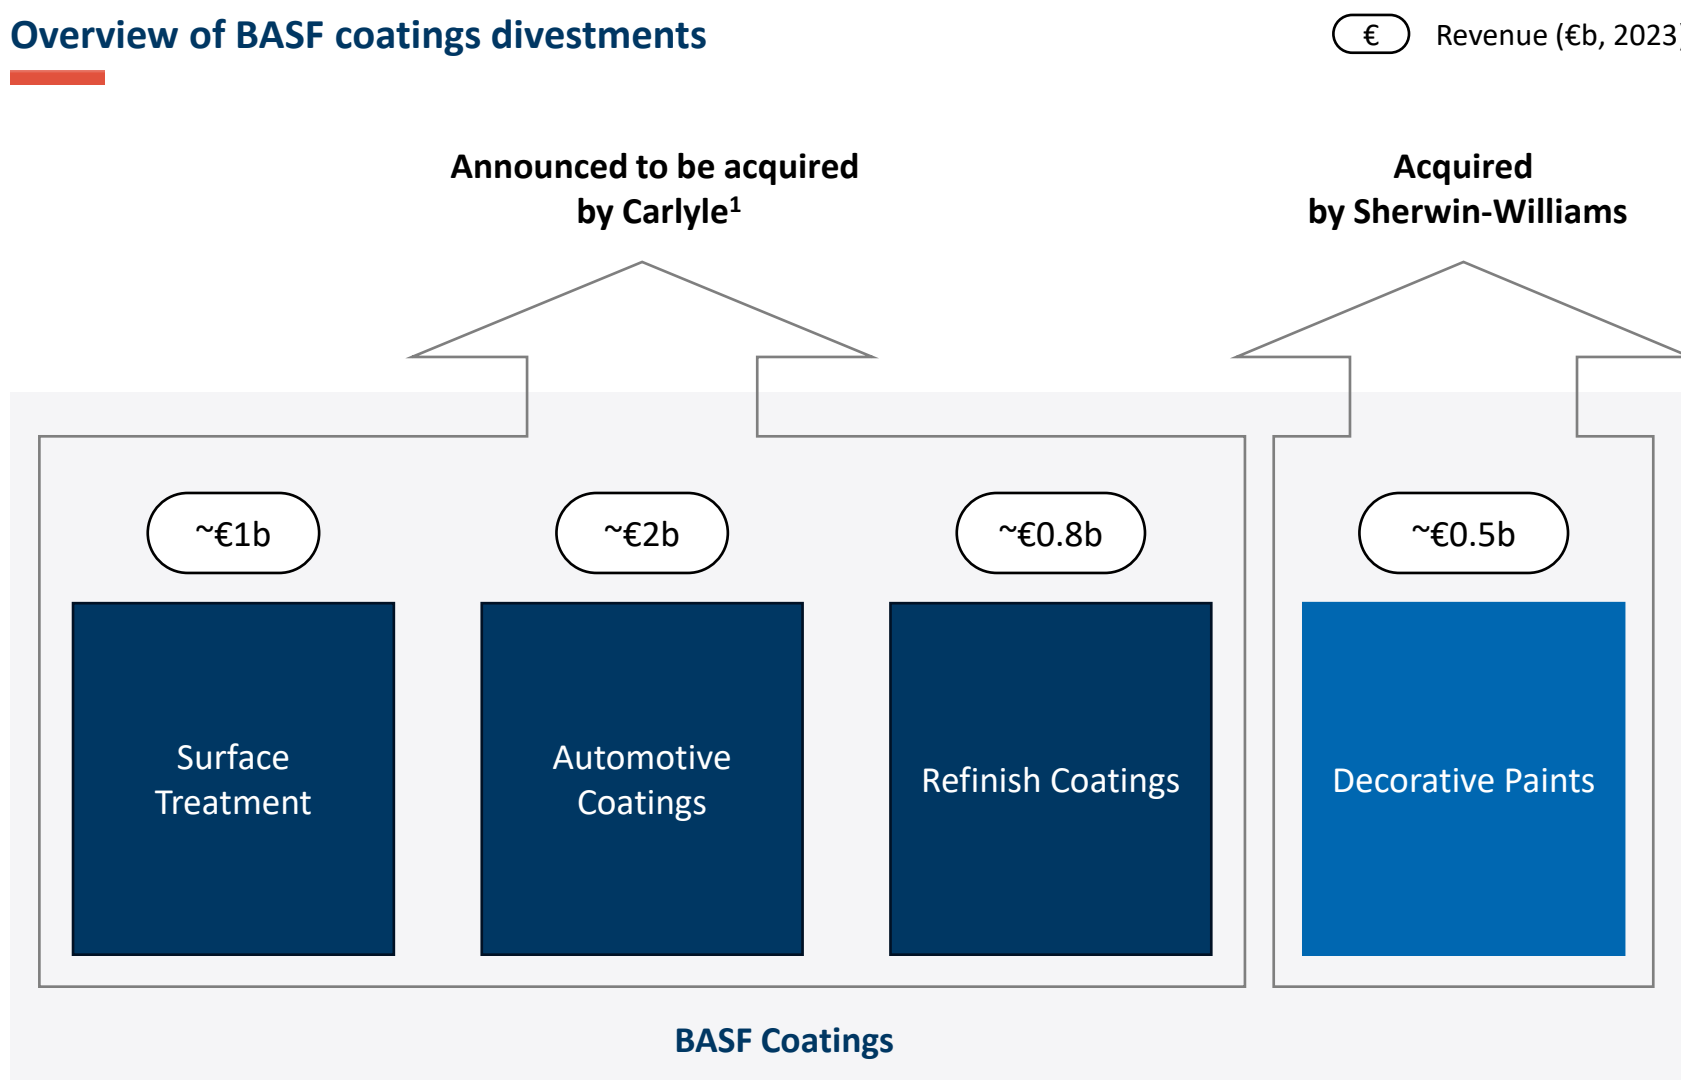 Overview of BASF coatings divestments
€ Revenue (€b, 2023)
Announced to be acquired
by Carlyle¹
Acquired
by Sherwin-Williams
~€1b
~€2b
~€0.8b
~€0.5b
Surface
Treatment
Automotive
Coatings
Refinish Coatings
Decorative Paints
BASF Coatings